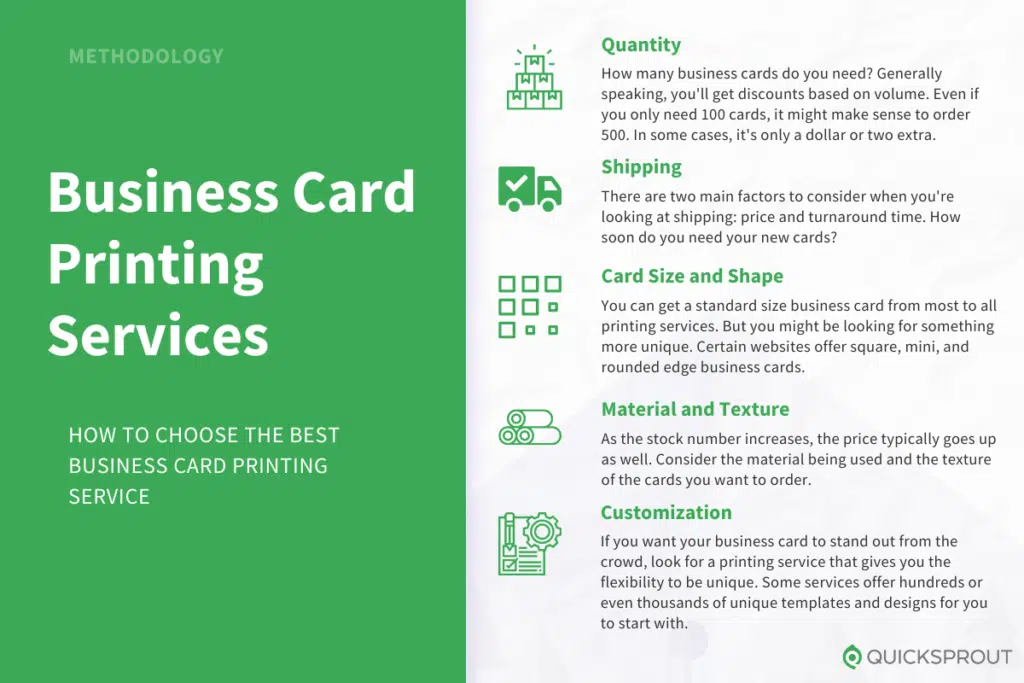 METHODOLOGY
Business Card
Printing
Services
HOW TO CHOOSE THE BEST
BUSINESS CARD PRINTING
SERVICE
Quantity
How many business cards do you need? Generally
speaking, you'll get discounts based on volume. Even if
you only need 100 cards, it might make sense to order
500. In some cases, it's only a dollar or two extra.
Shipping
There are two main factors to consider when you're
looking at shipping: price and turnaround time. How
soon do you need your new cards?
Card Size and Shape
You can get a standard size business card from most to all
printing services. But you might be looking for something
more unique. Certain websites offer square, mini, and
rounded edge business cards.
Material and Texture
As the stock number increases, the price typically goes up
as well. Consider the material being used and the texture
of the cards you want to order.
Customization
If you want your business card to stand out from the
crowd, look for a printing service that gives you the
flexibility to be unique. Some services offer hundreds or
even thousands of unique templates and designs for you
to start with.
QUICKSPROUT